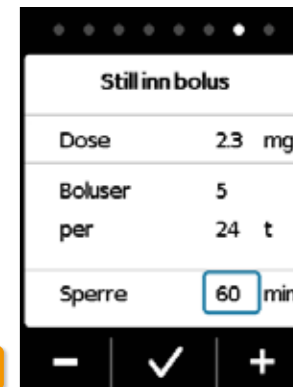 Still inn bolus
Dose 2.3 mg
Boluser 5
per 24 t
Sperre 60 min